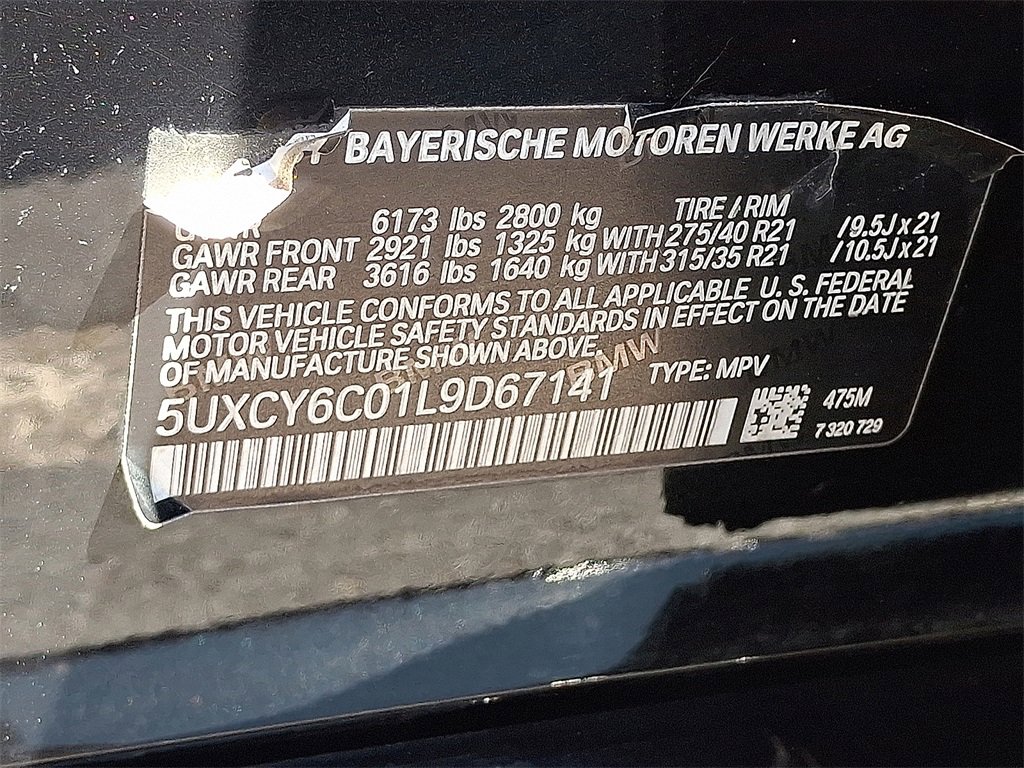 BAYERISCHE MOTOREN WERKE AG
6173 lbs 2800 kg TIRE / RIM
GAWR FRONT 2921 lbs 1325 kg WITH 275/40 R21 /9.5J x 21
GAWR REAR 3616 lbs 1640 kg WITH 315/35 R21 /10.5J x 21
THIS VEHICLE CONFORMS TO ALL APPLICABLE U.S. FEDERAL
MOTOR VEHICLE SAFETY STANDARDS IN EFFECT ON THE DATE
OF MANUFACTURE SHOWN ABOVE.
BMW
5UXCY6C01L9D67141 TYPE: MPV
475M
7 320 729